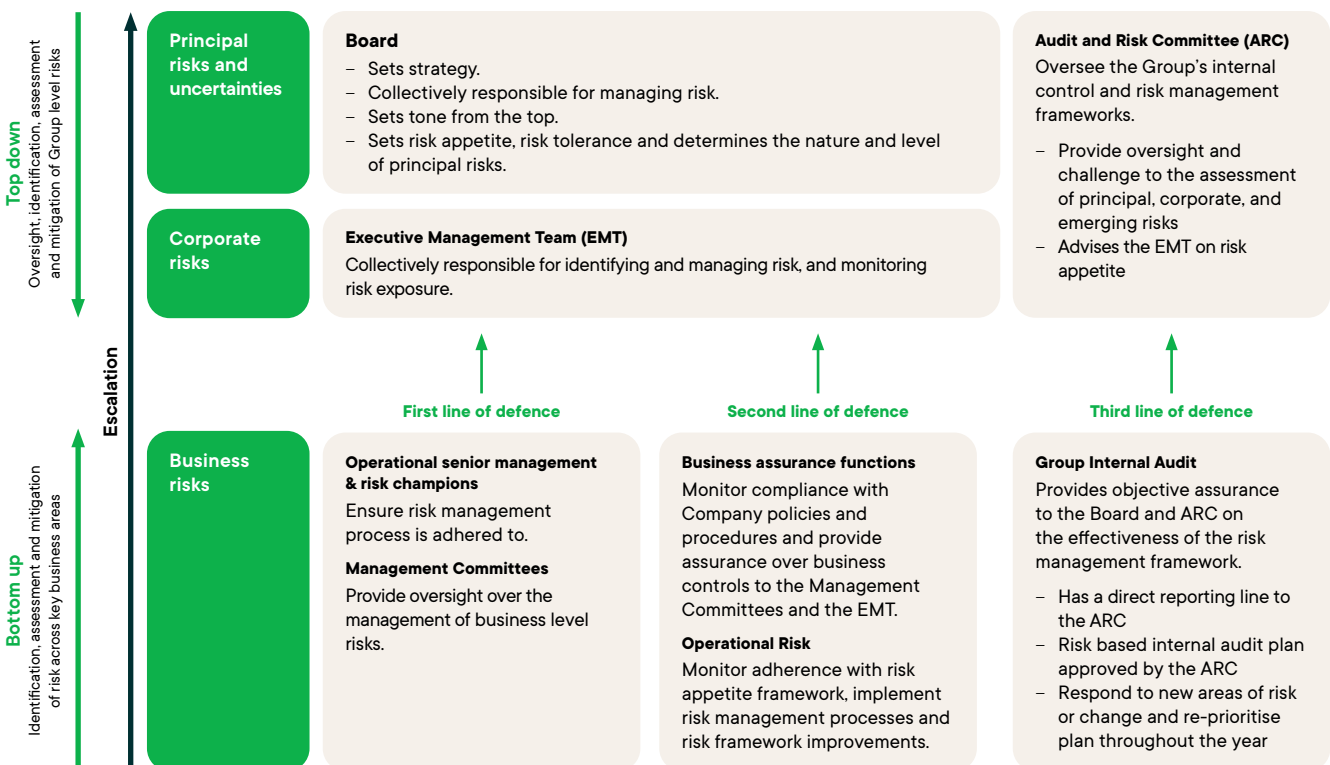 Top down
Oversight, identification, assessment
and mitigation of Group level risks
Escalation
Principal
risks and
uncertainties
Board
– Sets strategy.
– Collectively responsible for managing risk.
– Sets tone from the top.
– Sets risk appetite, risk tolerance and determines the nature and level
of principal risks.
Audit and Risk Committee (ARC)
Oversee the Group’s internal
control and risk management
frameworks.
– Provide oversight and
challenge to the assessment
of principal, corporate, and
emerging risks
– Advises the EMT on risk
appetite
Corporate
risks
Executive Management Team (EMT)
Collectively responsible for identifying and managing risk, and monitoring
risk exposure.
First line of defence
Second line of defence
Third line of defence
Bottom up
Identification, assessment and mitigation
of risk across key business areas
Business
risks
Operational senior management
& risk champions
Ensure risk management
process is adhered to.
Management Committees
Provide oversight over the
management of business level
risks.
Business assurance functions
Monitor compliance with
Company policies and
procedures and provide
assurance over business
controls to the Management
Committees and the EMT.
Operational Risk
Monitor adherence with risk
appetite framework, implement
risk management processes and
risk framework improvements.
Group Internal Audit
Provides objective assurance
to the Board and ARC on
the effectiveness of the risk
management framework.
– Has a direct reporting line to
the ARC
– Risk based internal audit plan
approved by the ARC
– Respond to new areas of risk
or change and re-prioritise
plan throughout the year